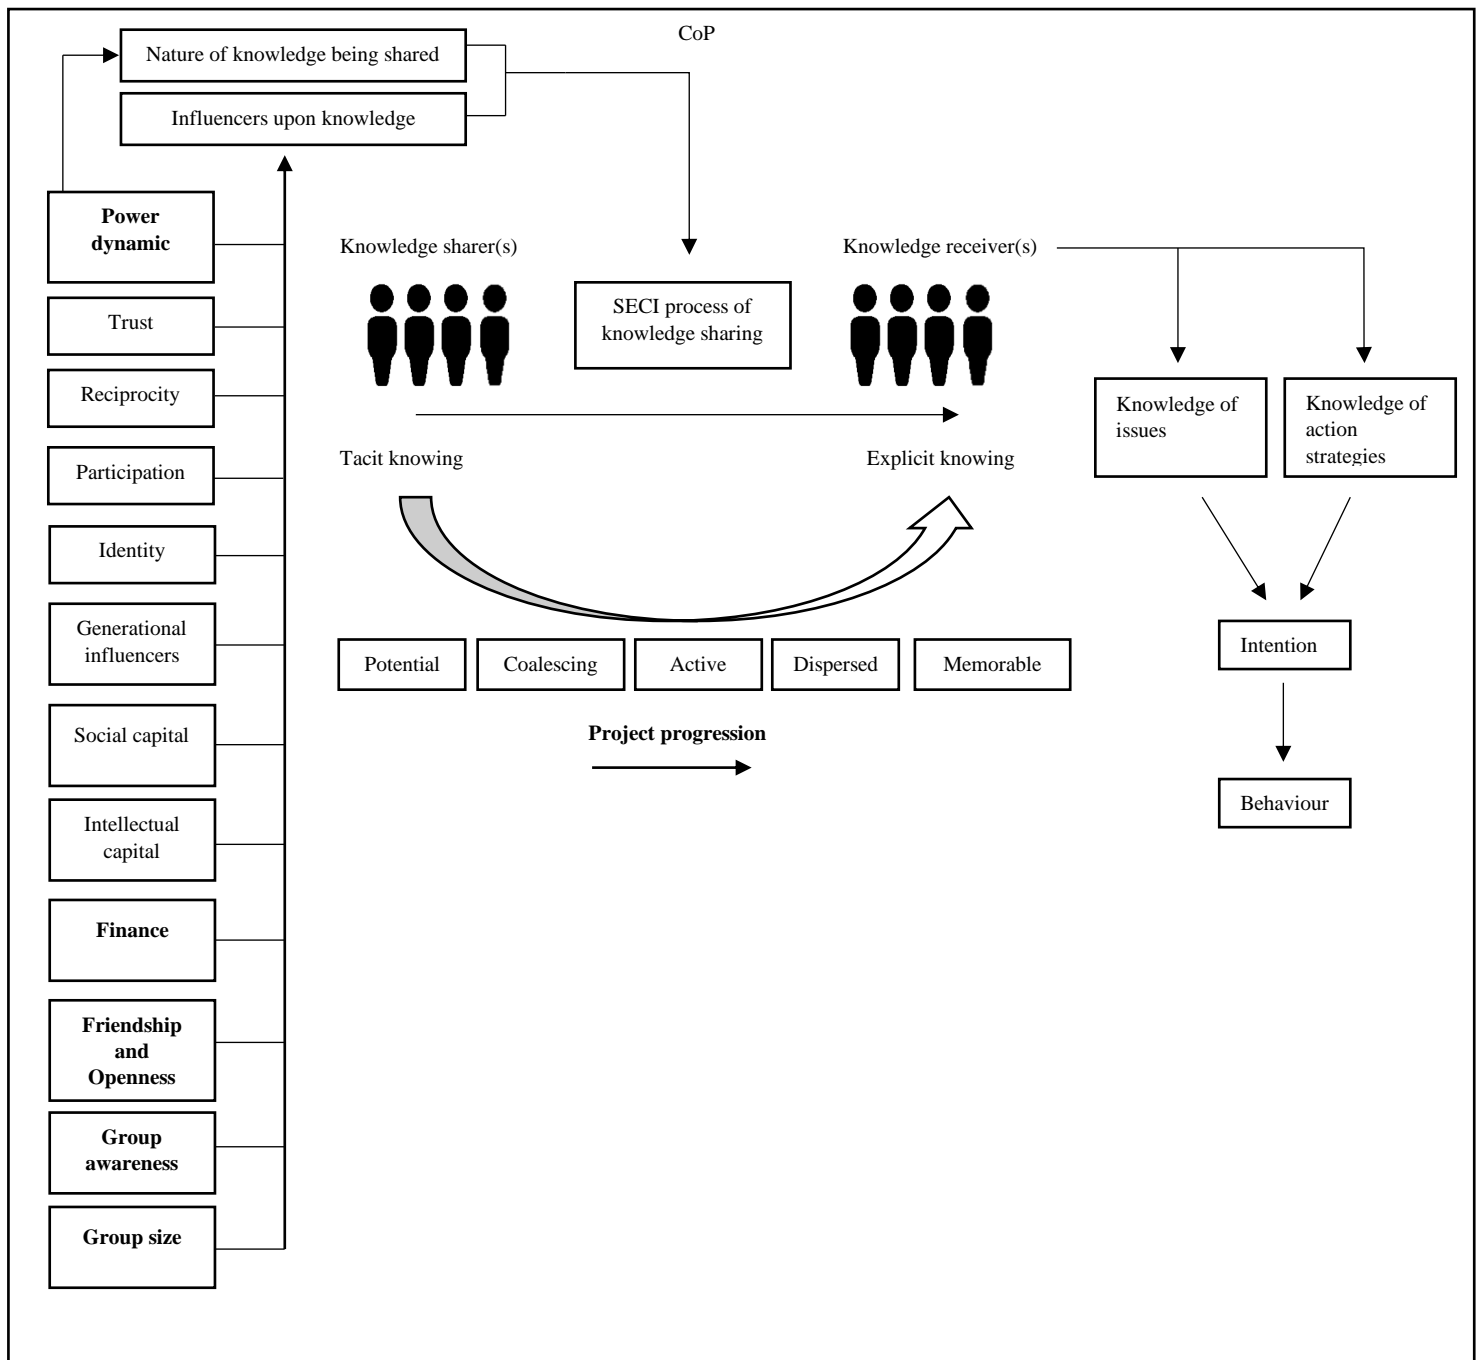 CoP
Nature of knowledge being shared
Influencers upon knowledge
Power
dynamic
Trust
Reciprocity
Participation
Identity
Generational
influencers
Social capital
Intellectual
capital
Finance
Friendship
and
Openness
Group
awareness
Group size
Knowledge sharer(s)
SECI process of
knowledge sharing
Knowledge receiver(s)
Tacit knowing
Explicit knowing
Potential
Coalescing
Active
Dispersed
Memorable
Project progression
Knowledge of
issues
Knowledge of
action
strategies
Intention
Behaviour